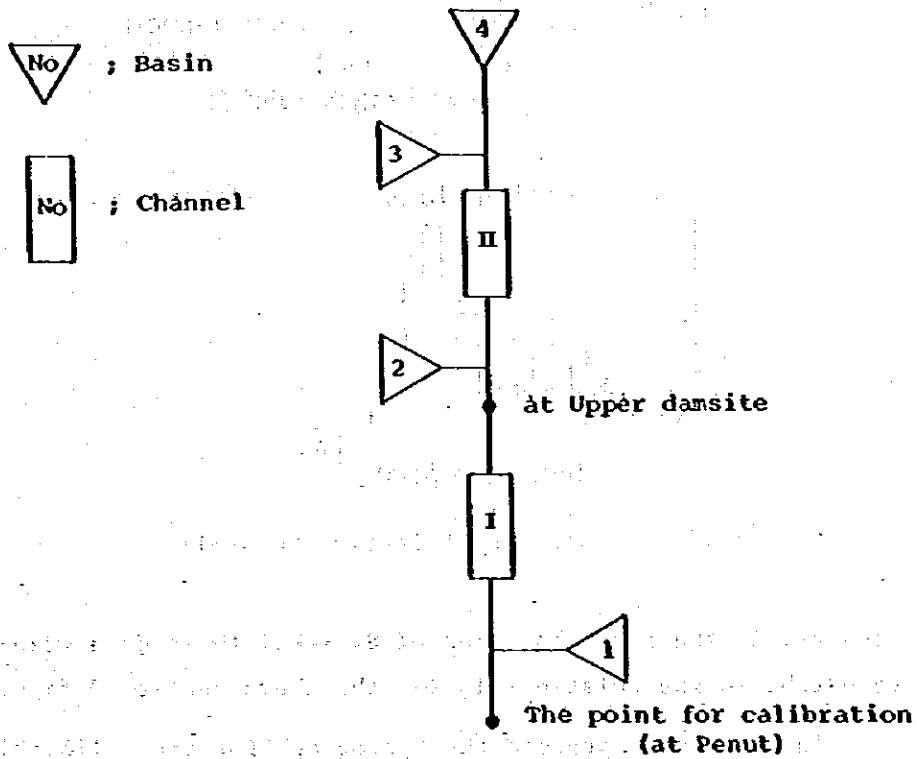 No ; Basin
No ; Channel
4
3
II
2
at Upper damsite
I
1
The point for calibration
(at Penut)